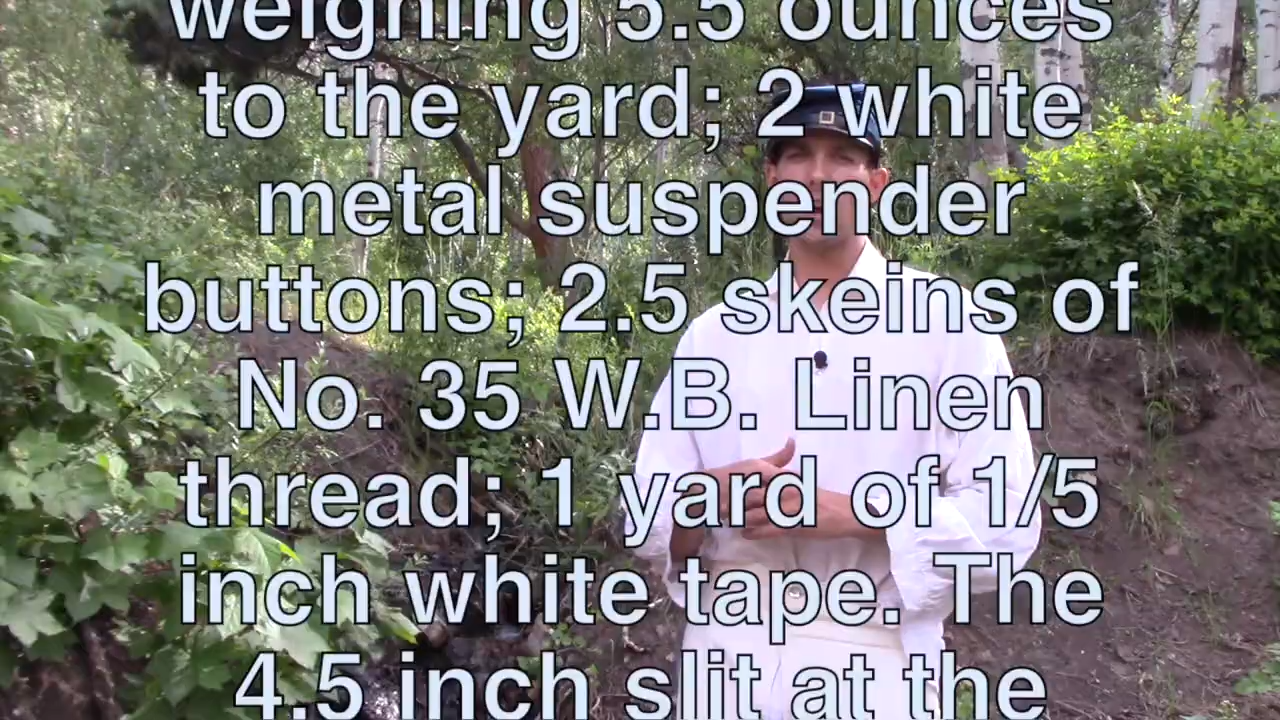 weighing 5.5 ounces
to the yard; 2 white
metal suspender
buttons; 2.5 skeins of
No. 35 W.B. Linen
thread; 1 yard of 1/5
inch white tape. The
4.5 inch slit at the